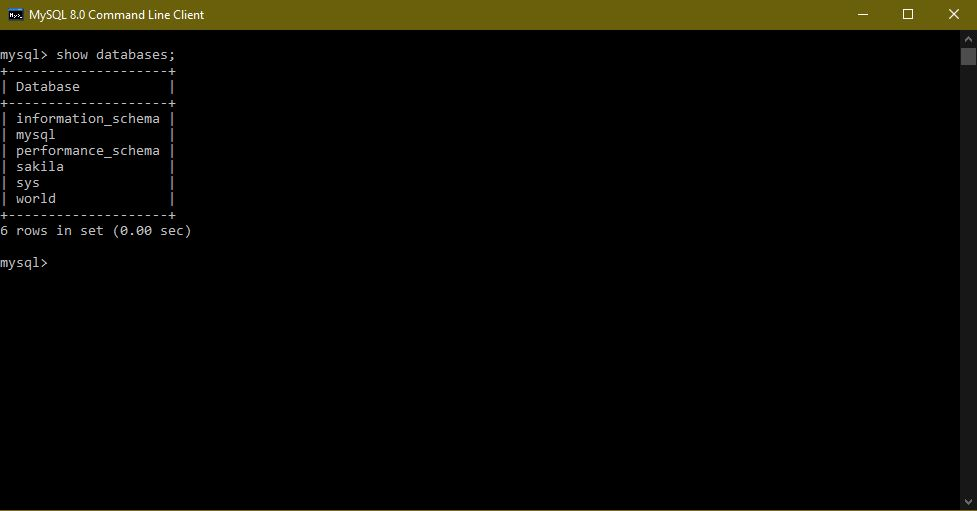 MySQL 8.0 Command Line Client
mysql> show databases;
+--------------------+
| Database           |
+--------------------+
| information_schema |
| mysql              |
| performance_schema |
| sakila             |
| sys                |
| world              |
+--------------------+
6 rows in set (0.00 sec)
mysql>